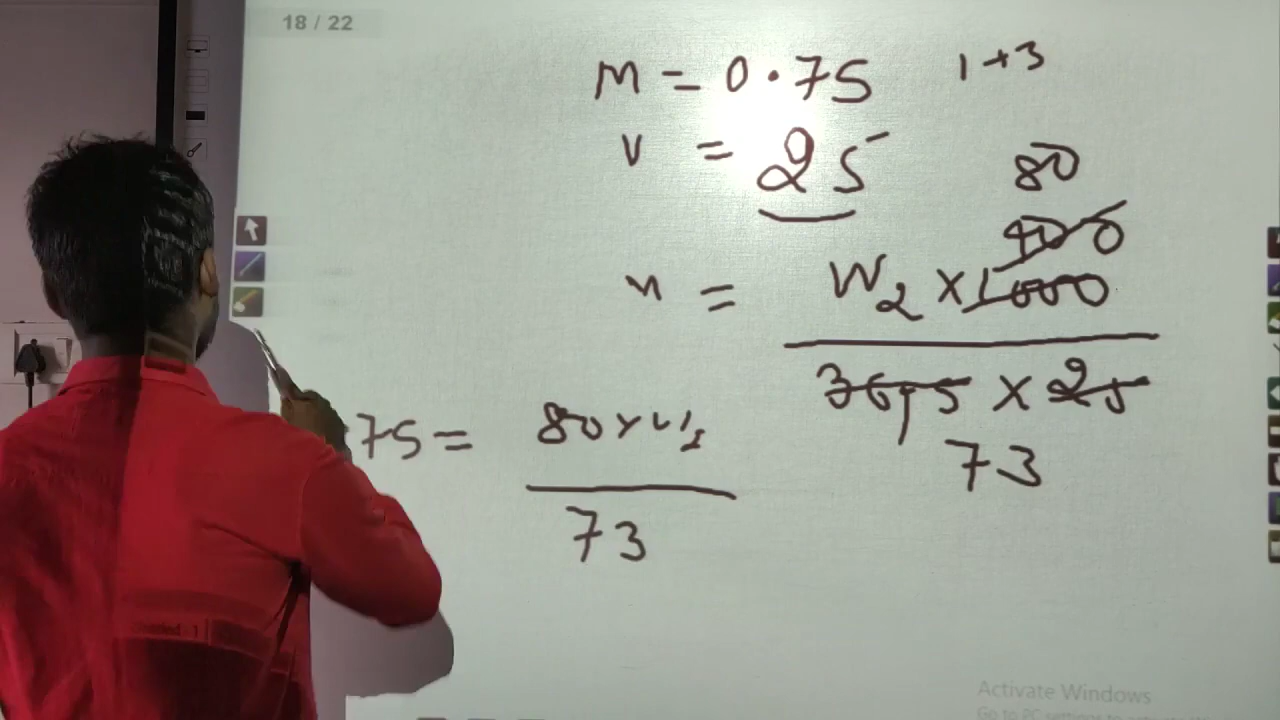 18 / 22
M = 0.75 1+3
V = 25
80
400
n = W2 x 1000
36.5 x 25
73
75 = 80 x W2
73
Activate Windows